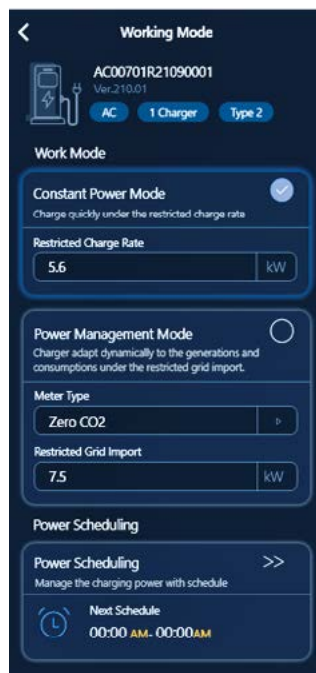 Working Mode
AC00701R21090001
Ver.210.01
AC 1 Charger Type 2
Work Mode
Constant Power Mode
Charge quickly under the restricted charge rate
Restricted Charge Rate
5.6 kW
Power Management Mode
Charger adapt dynamically to the generations and
consumptions under the restricted grid import.
Meter Type
Zero CO2
Restricted Grid Import
7.5 kW
Power Scheduling
Power Scheduling >>
Manage the charging power with schedule
Next Schedule
00:00 AM- 00:00AM